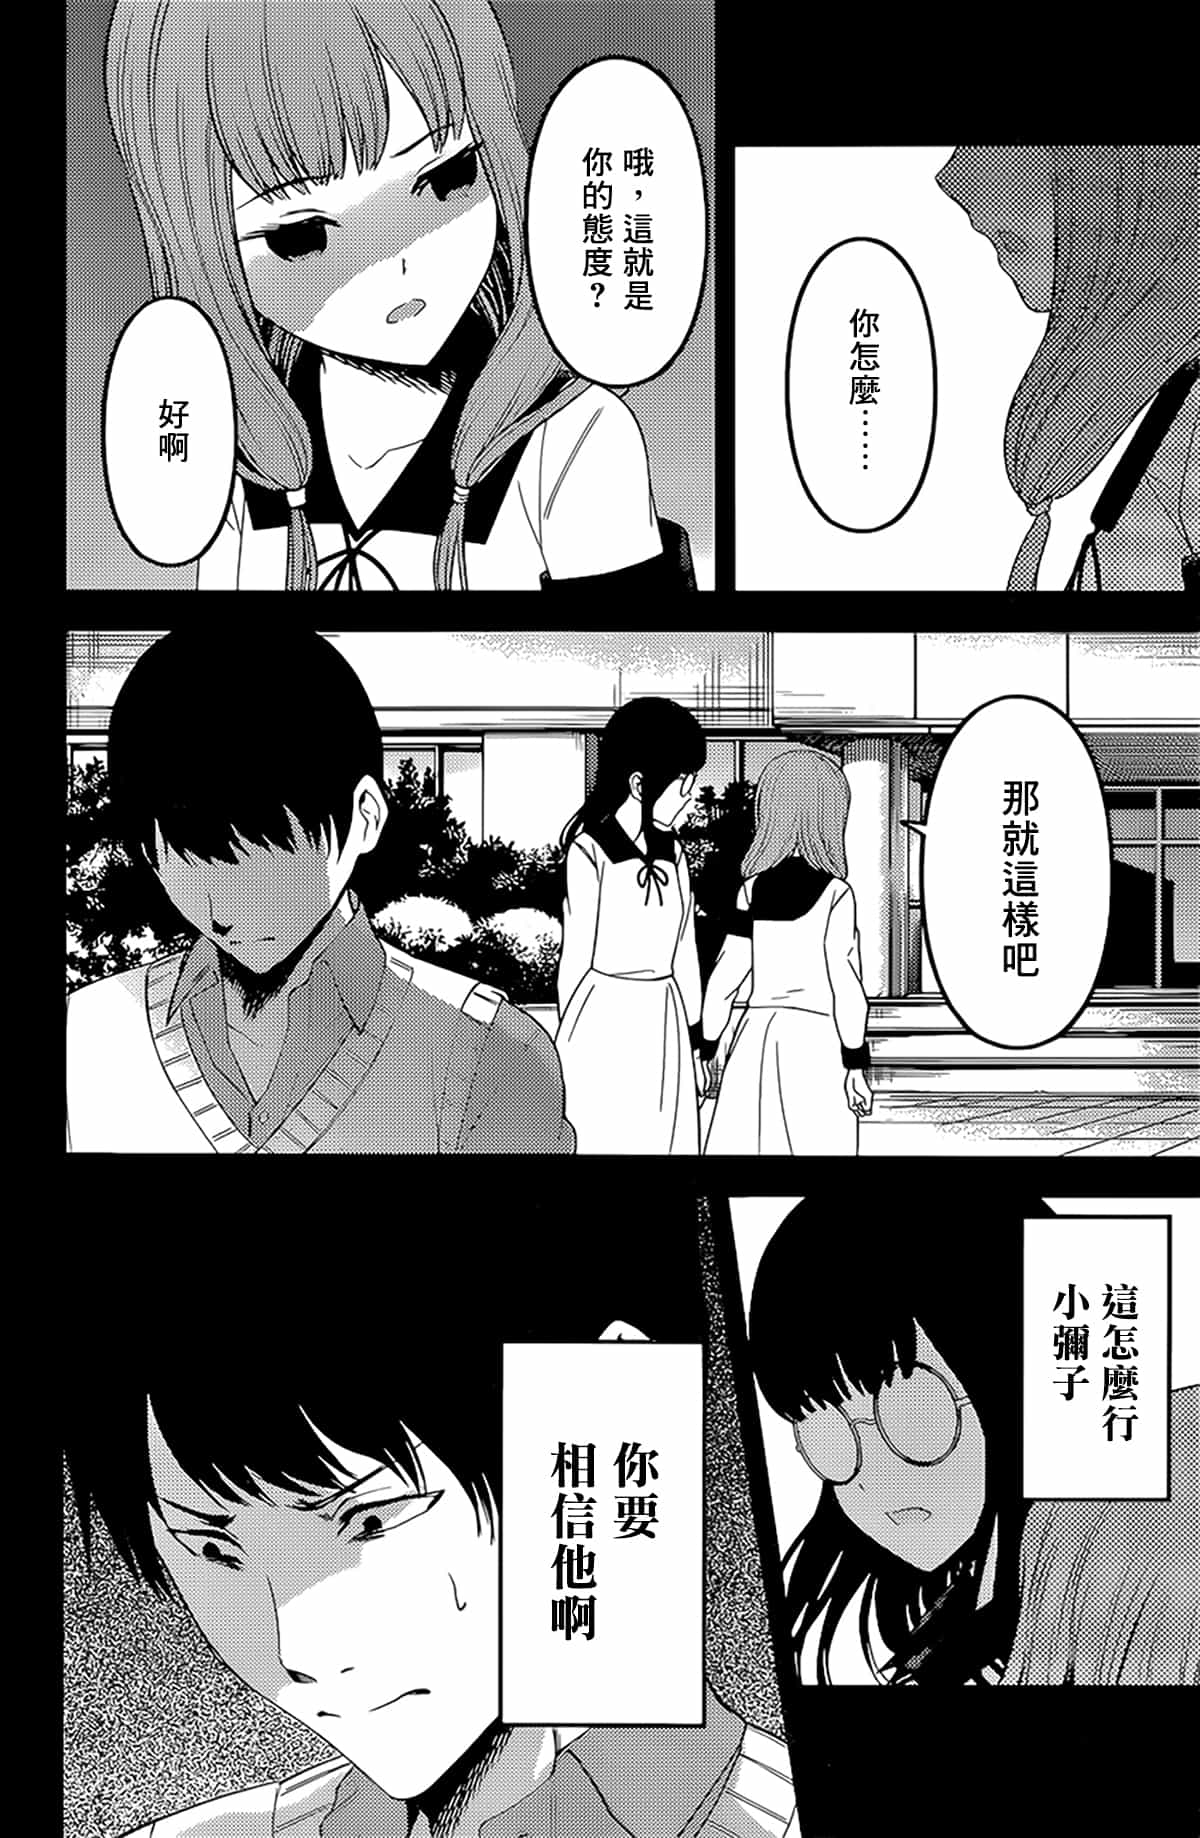 你怎麼……
哦，這就是
你的態度？
好啊
那就這樣吧
這怎麼行
小彌子
你要
相信他啊